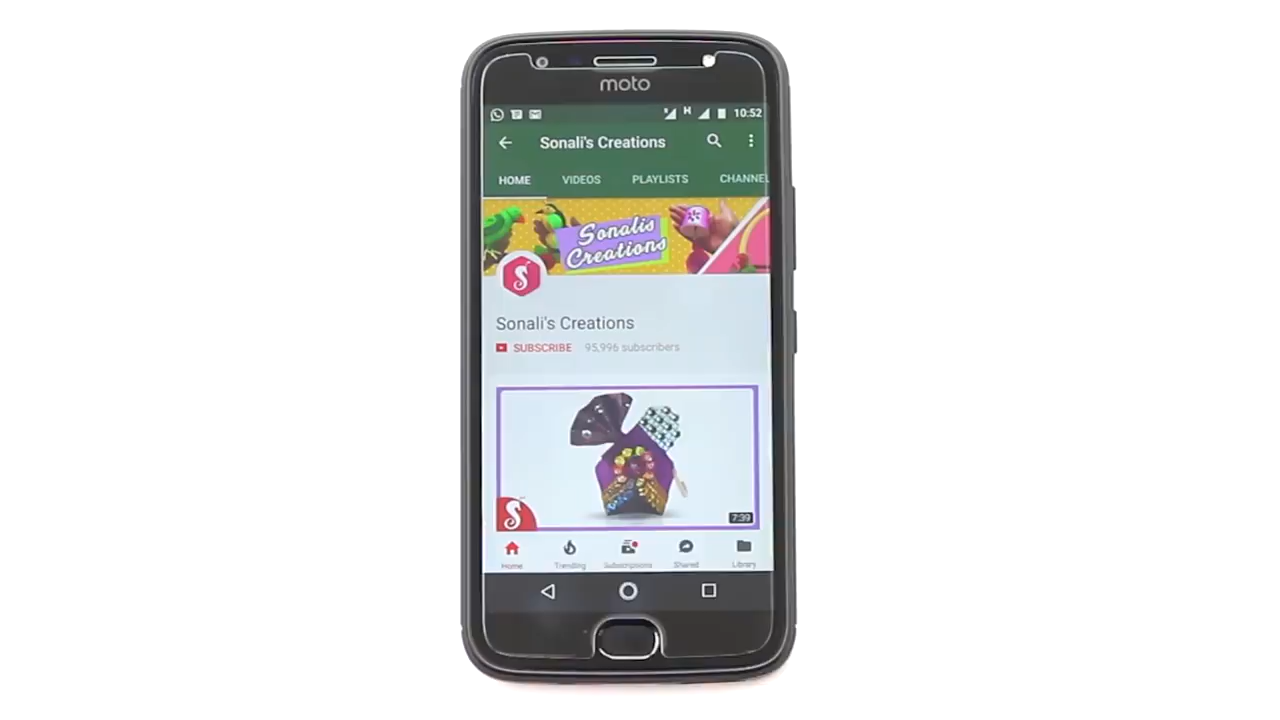 moto
10:52
Sonali's Creations
HOME VIDEOS PLAYLISTS CHANNEL
Sonalis
Creations
Sonali's Creations
SUBSCRIBE 95,996 subscribers
7:39
Home Trending Subscriptions Shared Library